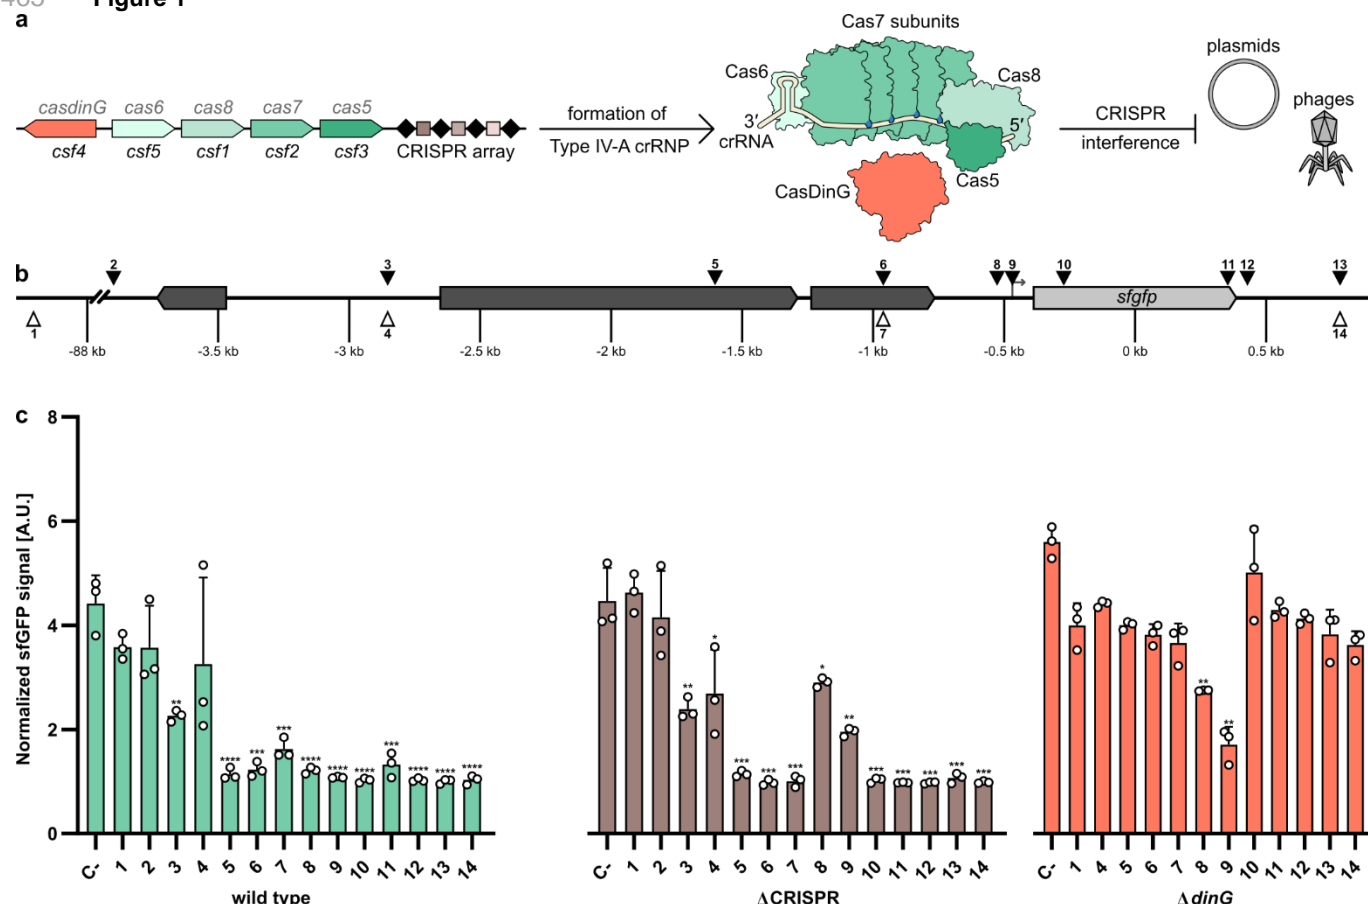 465 Figure 1
a
Cas7 subunits
plasmids
Cas6
Cas8
phages
casdinG cas6 cas8 cas7 cas5
formation of
CRISPR
3′
5′
csf4 csf5 csf1 csf2 csf3 CRISPR array
Type IV-A crRNP
crRNA
interference
CasDinG
Cas5
b
2 3 5 6 8 9 10 11 12 13
sfgfp
1 4 7 14
-88 kb -3.5 kb -3 kb -2.5 kb -2 kb -1.5 kb -1 kb -0.5 kb 0 kb 0.5 kb
c
Normalized sfGFP signal [A.U.]
8
6
4
2
0
** **** *** *** **** **** **** *** **** **** ****
** * *** *** *** * ** *** *** *** *** ***
** **
C- 1 2 3 4 5 6 7 8 9 10 11 12 13 14
wild type
C- 1 2 3 4 5 6 7 8 9 10 11 12 13 14
ΔCRISPR
C- 1 4 5 6 7 8 9 10 11 12 13 14
ΔdinG